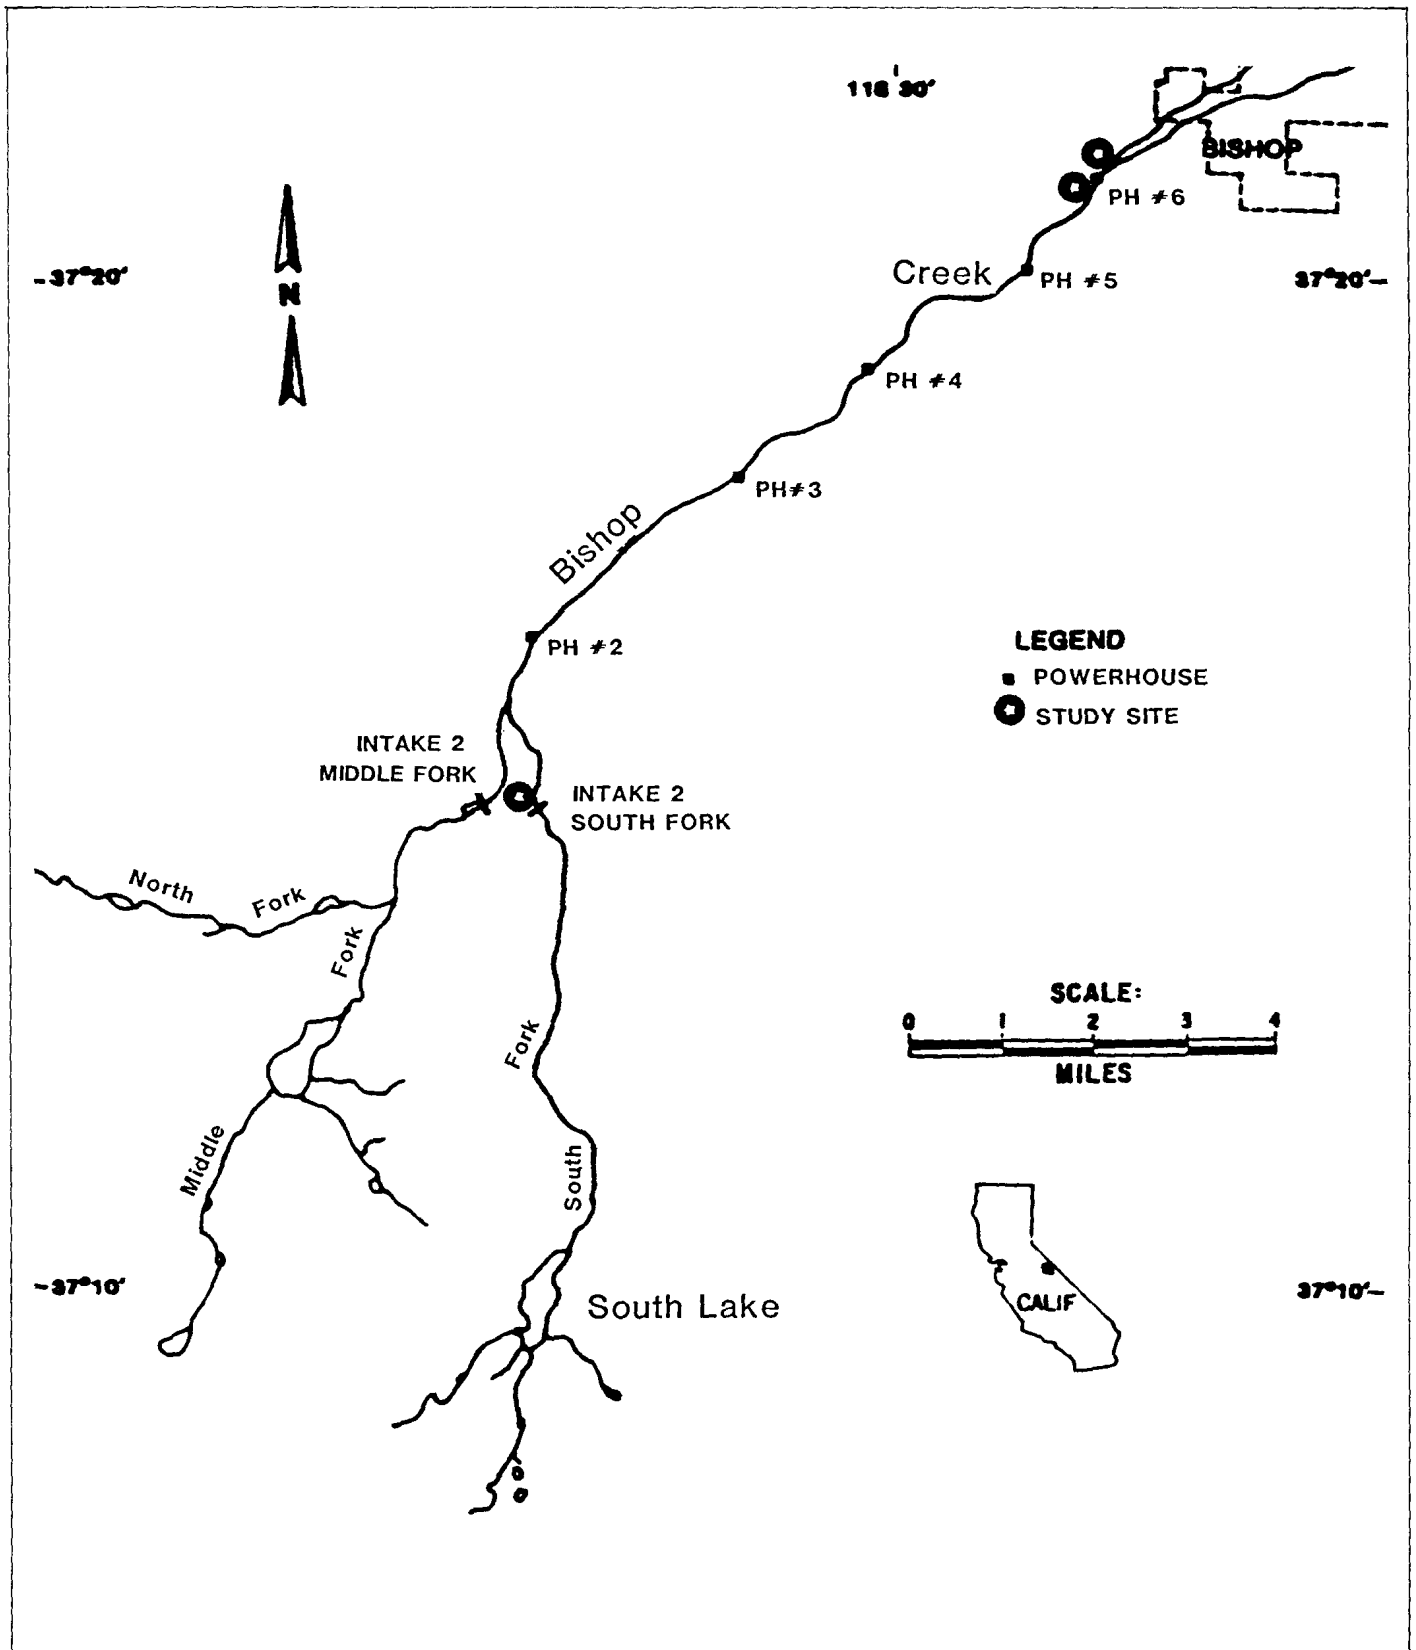 118°30'
BISHOP
PH #6
-37°20'
Creek
37°20'-
PH #5
N
PH #4
PH#3
Bishop
PH #2
LEGEND
POWERHOUSE
STUDY SITE
INTAKE 2
MIDDLE FORK
INTAKE 2
SOUTH FORK
North
Fork
Fork
SCALE:
0 1 2 3 4
MILES
Fork
Middle
South
-37°10'
South Lake
CALIF
37°10'-